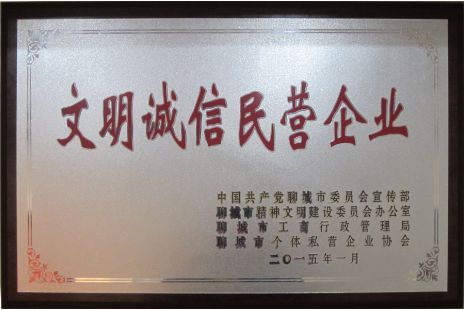 文明诚信民营企业
中国共产党聊城市委员会宣传部
聊城市精神文明建设委员会办公室
聊城市工商行政管理局
聊城市个体私营企业协会
二〇一五年一月